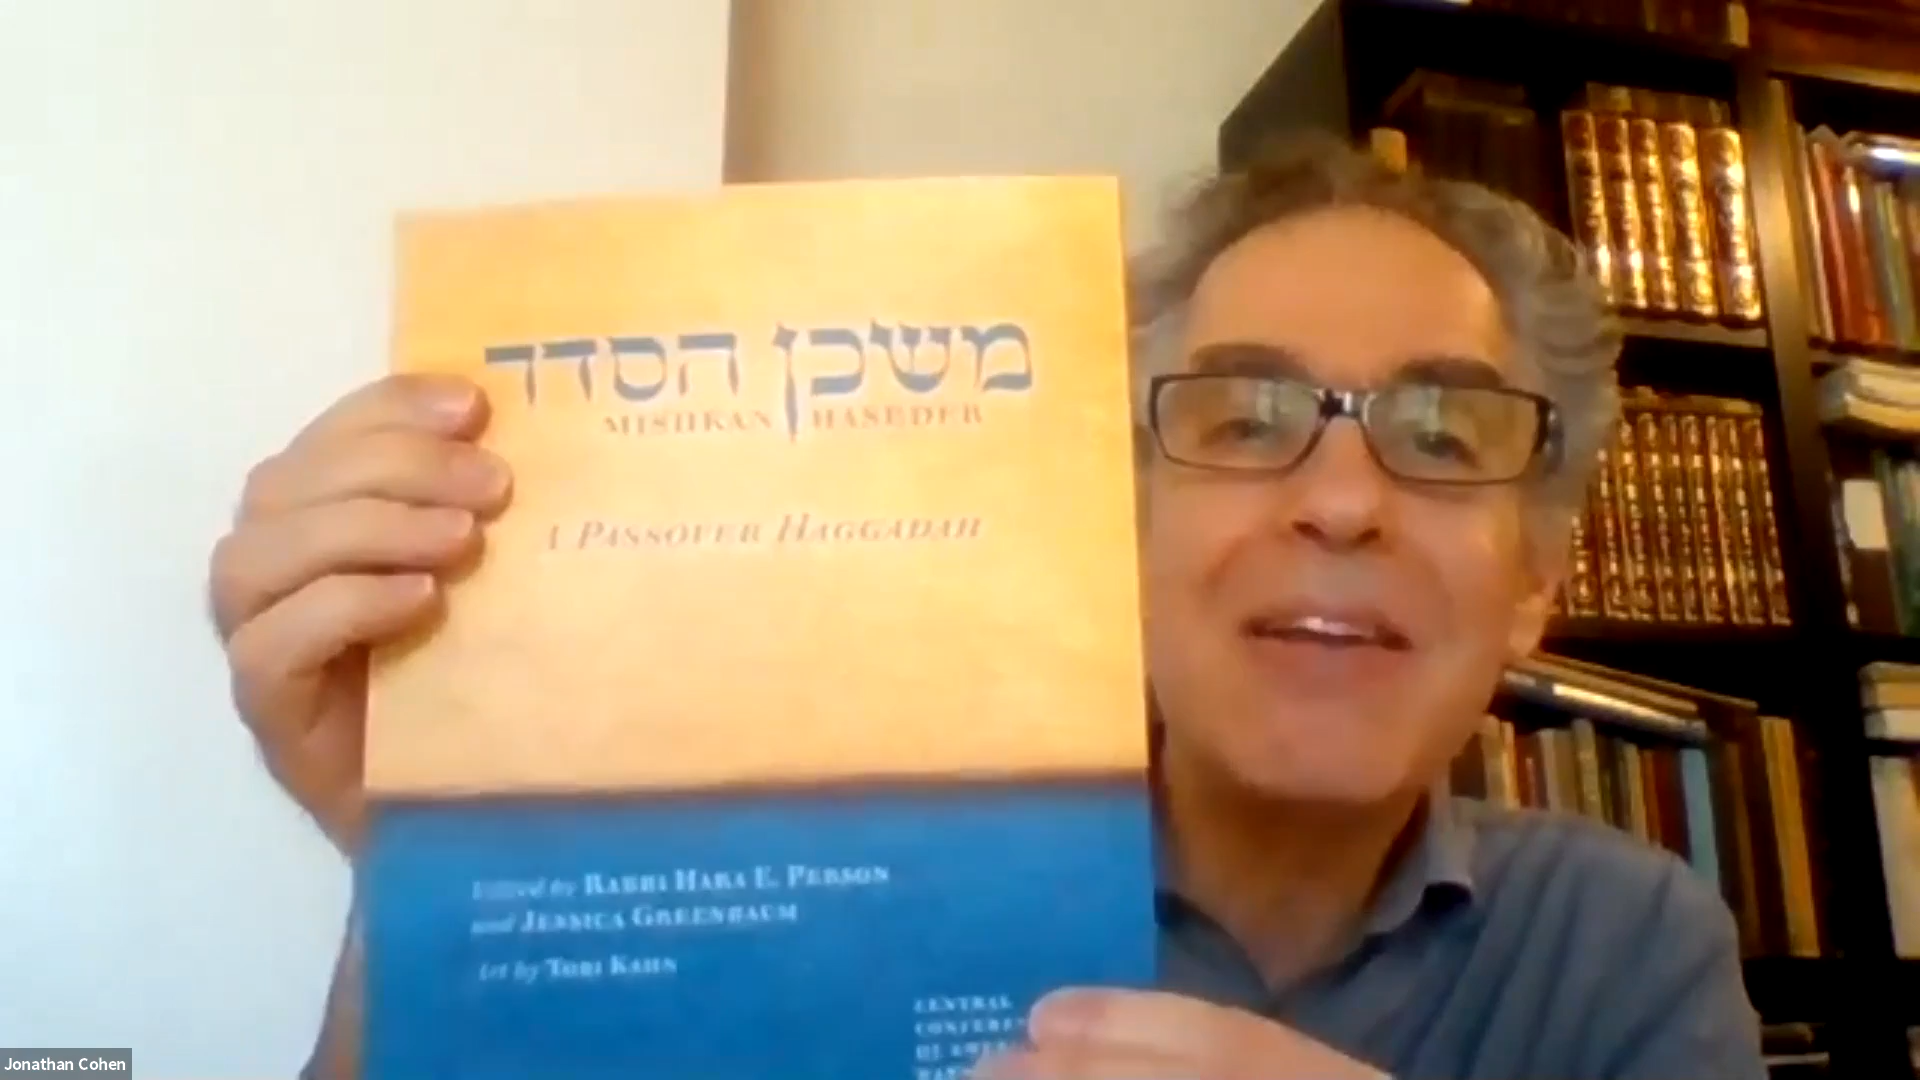 משכן הסדר
MISHKAN HASEDER
A PASSOVER HAGGADAH
Edited by RABBI HARA E. PERSON
and JESSICA GREENBAUM
Art by TORI KAHN
CENTRAL
Jonathan Cohen